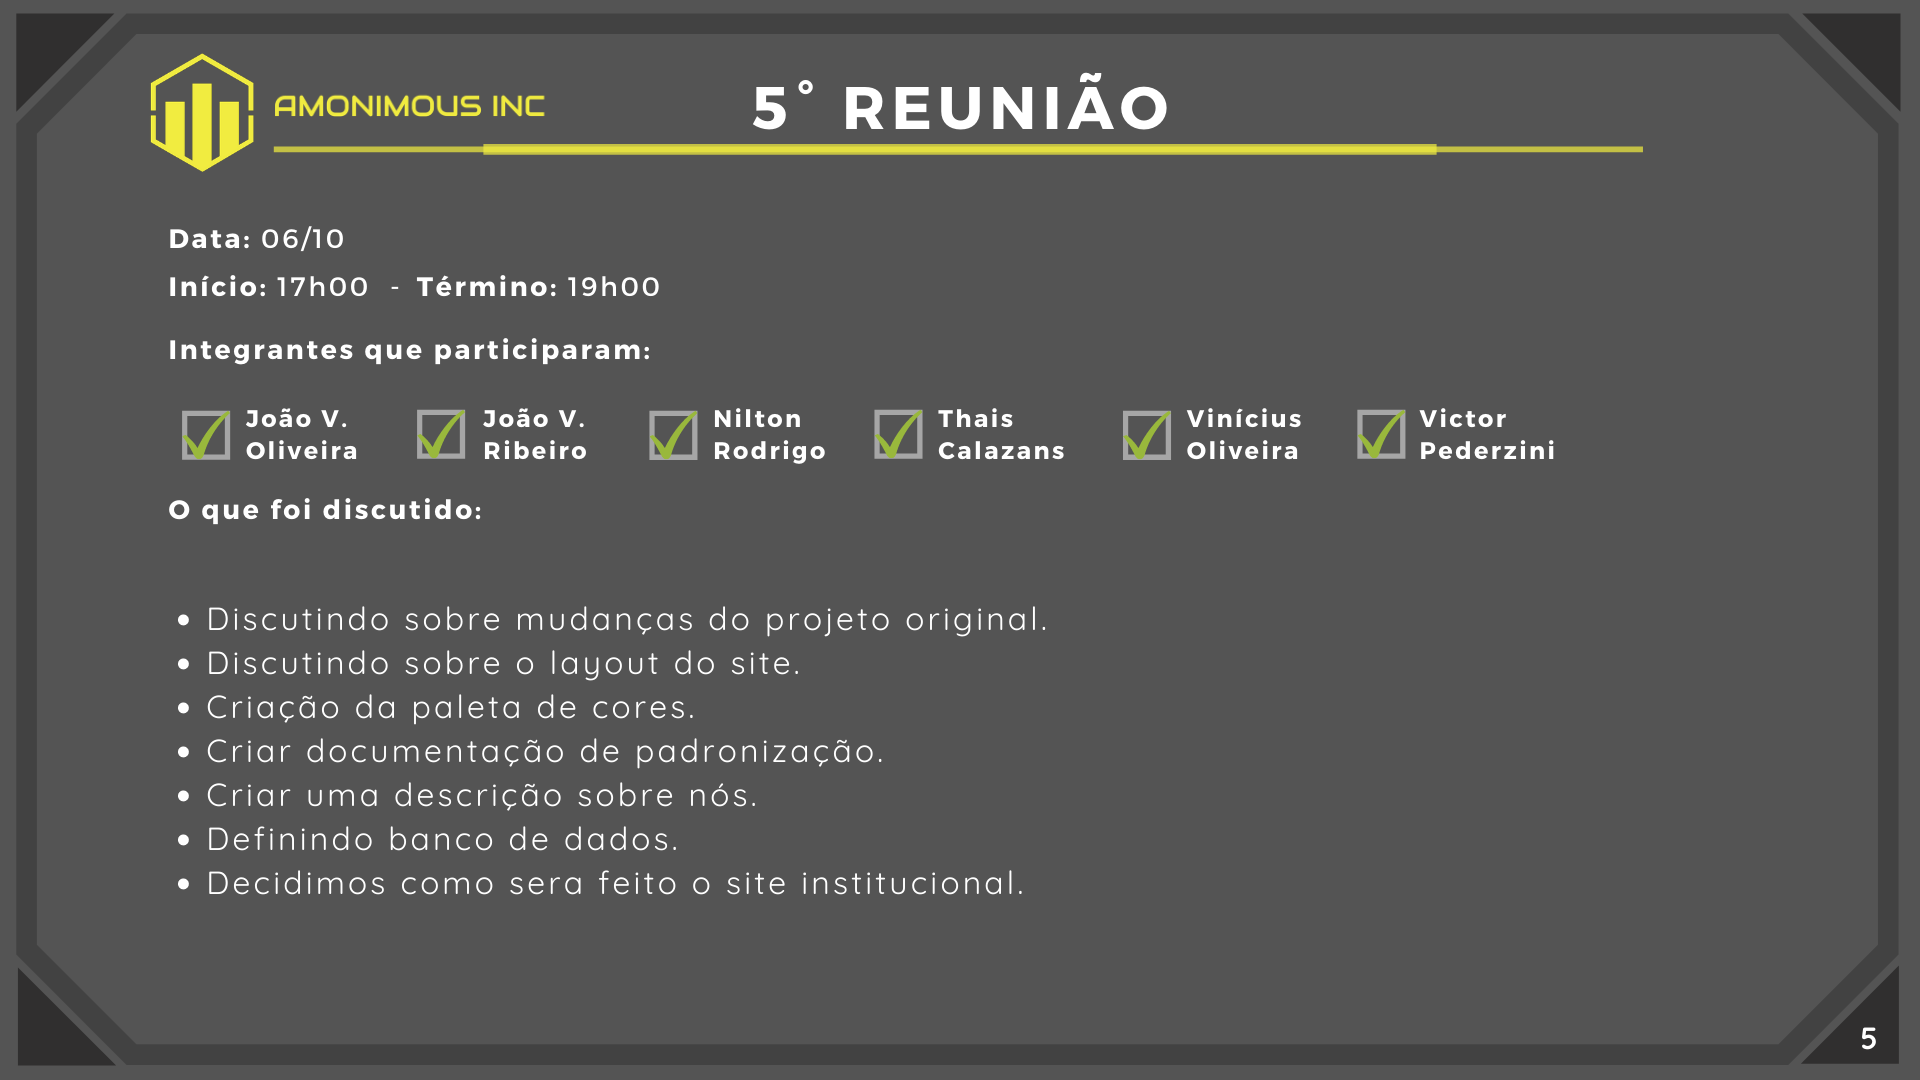 AMONIMOUS INC
5° REUNIÃO
Data: 06/10
Início: 17h00 - Término: 19h00
Integrantes que participaram:
João V.
Oliveira
João V.
Ribeiro
Nilton
Rodrigo
Thais
Calazans
Vinícius
Oliveira
Victor
Pederzini
O que foi discutido:
• Discutindo sobre mudanças do projeto original.
• Discutindo sobre o layout do site.
• Criação da paleta de cores.
• Criar documentação de padronização.
• Criar uma descrição sobre nós.
• Definindo banco de dados.
• Decidimos como sera feito o site institucional.
5